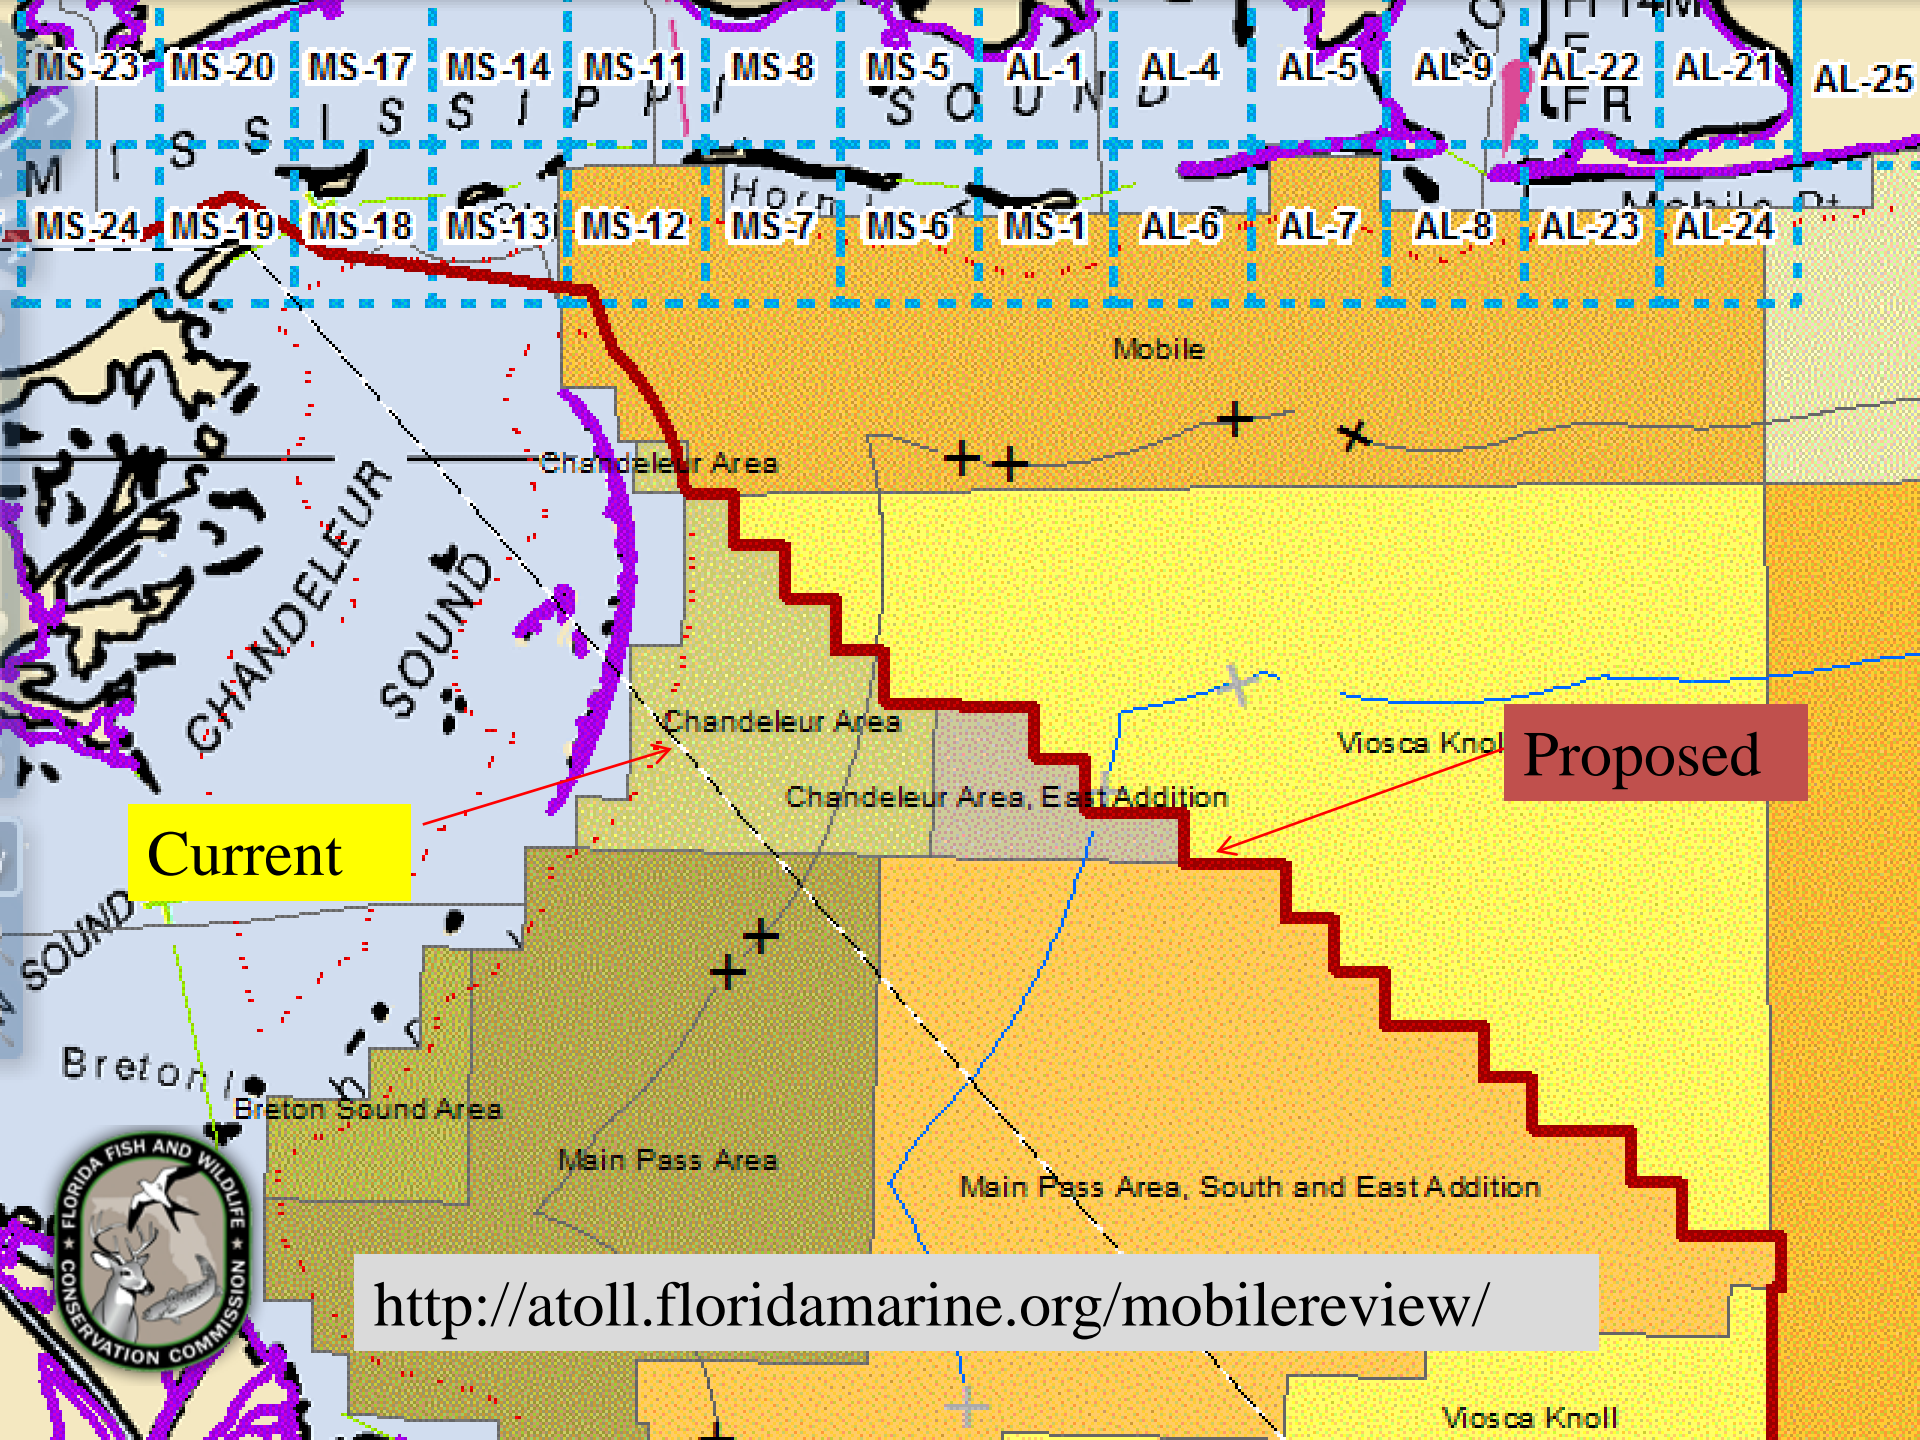 MS-23 MS-20 MS-17 MS-14 MS-11 MS-8 MS-5 AL-1 AL-4 AL-5 AL-9 AL-22 AL-21 AL-25
M I S S I S S I P P I SOUND
FR
Horn I
Mobile Pt
MS-24 MS-19 MS-18 MS-13 MS-12 MS-7 MS-6 MS-1 AL-6 AL-7 AL-8 AL-23 AL-24
Mobile
Chandeleur Area
CHANDELEUR
SOUND
Chandeleur Area
Viosca Knoll
Proposed
Chandeleur Area, East Addition
Current
SOUND
Breton I
Breton Sound Area
Main Pass Area
Main Pass Area, South and East Addition
FLORIDA FISH AND WILDLIFE
CONSERVATION COMMISSION
http://atoll.floridamarine.org/mobilereview/
Viosca Knoll